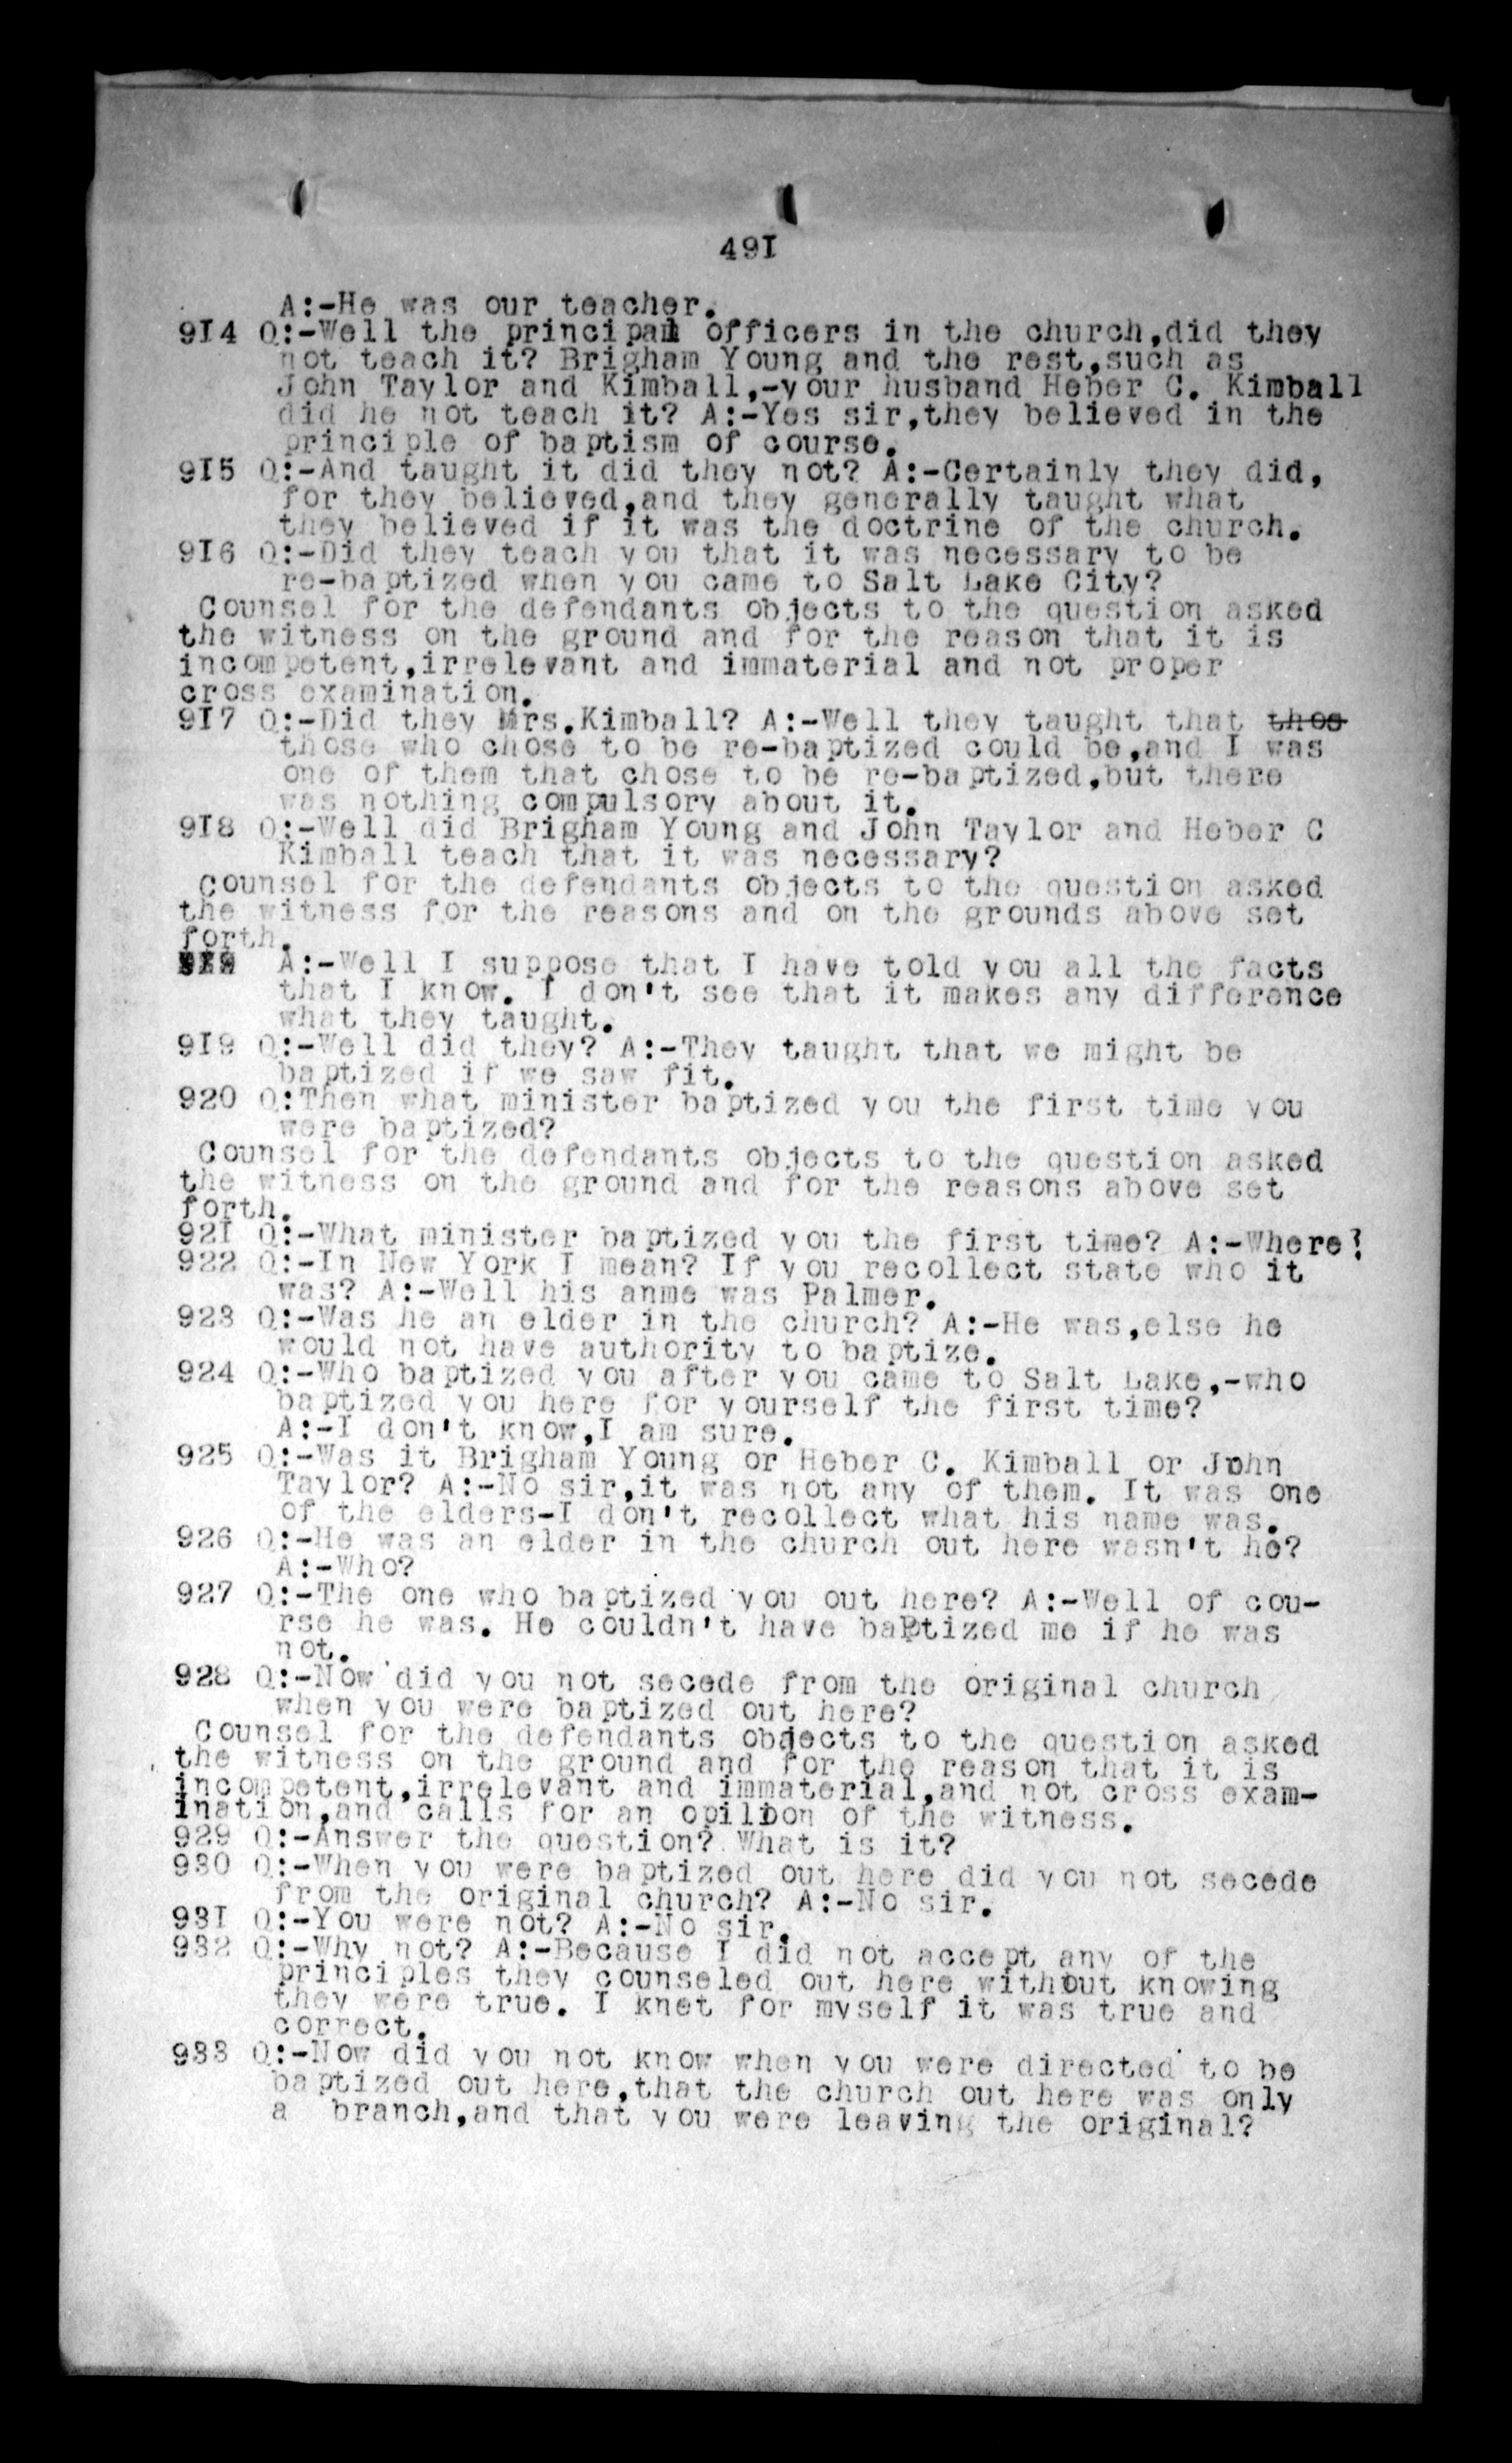 49I
A:-He was our teacher.
9I4 Q:-Well the principal officers in the church,did they
not teach it? Brigham Young and the rest,such as
John Taylor and Kimball,-your husband Heber C. Kimball
did he not teach it? A:-Yes sir,they believed in the
principle of baptism of course.
9I5 Q:-And taught it did they not? A:-Certainly they did,
for they believed,and they generally taught what
they believed if it was the doctrine of the church.
9I6 Q:-Did they teach you that it was necessary to be
re-baptized when you came to Salt Lake City?
Counsel for the defendants objects to the question asked
the witness on the ground and for the reason that it is
incompetent,irrelevant and immaterial and not proper
cross examination.
9I7 Q:-Did they Mrs.Kimball? A:-Well they taught that thos
those who chose to be re-baptized could be,and I was
one of them that chose to be re-baptized,but there
was nothing compulsory about it.
9I8 Q:-Well did Brigham Young and John Taylor and Heber C
Kimball teach that it was necessary?
Counsel for the defendants objects to the question asked
the witness for the reasons and on the grounds above set
forth.
A:-Well I suppose that I have told you all the facts
that I know. I don't see that it makes any difference
what they taught.
9I9 Q:-Well did they? A:-They taught that we might be
baptized if we saw fit.
920 Q:Then what minister baptized you the first time you
were baptized?
Counsel for the defendants objects to the question asked
the witness on the ground and for the reasons above set
forth.
92I Q:-What minister baptized you the first time? A:-Where?
922 Q:-In New York I mean? If you recollect state who it
was? A:-Well his anme was Palmer.
923 Q:-Was he an elder in the church? A:-He was,else he
would not have authority to baptize.
924 Q:-Who baptized you after you came to Salt Lake,-who
baptized you here for yourself the first time?
A:-I don't know,I am sure.
925 Q:-Was it Brigham Young or Heber C. Kimball or John
Taylor? A:-No sir,it was not any of them. It was one
of the elders-I don't recollect what his name was.
926 Q:-He was an elder in the church out here wasn't he?
A:-Who?
927 Q:-The one who baptized you out here? A:-Well of cou-
rse he was. He couldn't have baptized me if he was
not.
928 Q:-Now did you not secede from the original church
when you were baptized out here?
Counsel for the defendants objects to the question asked
the witness on the ground and for the reason that it is
incompetent,irrelevant and immaterial,and not cross exam-
ination,and calls for an opilion of the witness.
929 Q:-Answer the question? What is it?
930 Q:-When you were baptized out here did you not secede
from the original church? A:-No sir.
93I Q:-You were not? A:-No sir.
932 Q:-Why not? A:-Because I did not accept any of the
principles they counseled out here without knowing
they were true. I knet for myself it was true and
correct.
933 Q:-Now did you not know when you were directed to be
baptized out here,that the church out here was only
a branch,and that you were leaving the original?